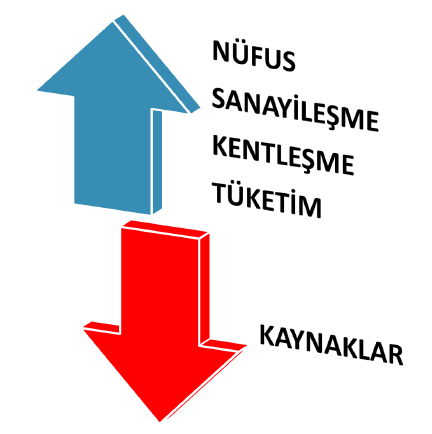 NÜFUS
SANAYİLEŞME
KENTLEŞME
TÜKETİM
KAYNAKLAR